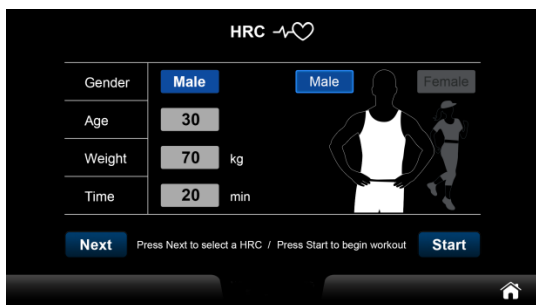 HRC
Gender Male Male Female
Age 30
Weight 70 kg
Time 20 min
Next Press Next to select a HRC / Press Start to begin workout Start